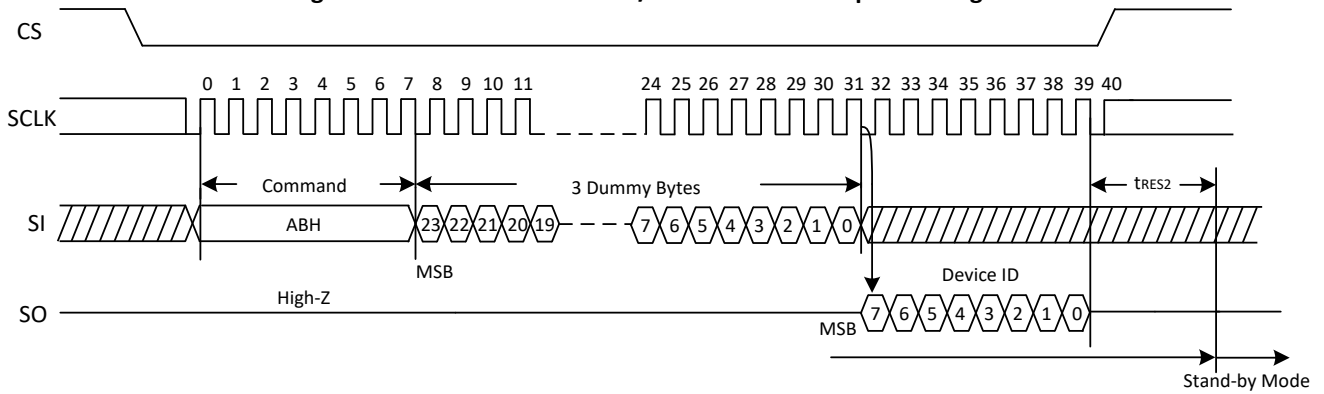 CS
0 1 2 3 4 5 6 7 8 9 10 11 24 25 26 27 28 29 30 31 32 33 34 35 36 37 38 39 40
SCLK
Command 3 Dummy Bytes tRES2
SI ABH 23 22 21 20 19 7 6 5 4 3 2 1 0
MSB Device ID
High-Z
SO 7 6 5 4 3 2 1 0
MSB
Stand-by Mode